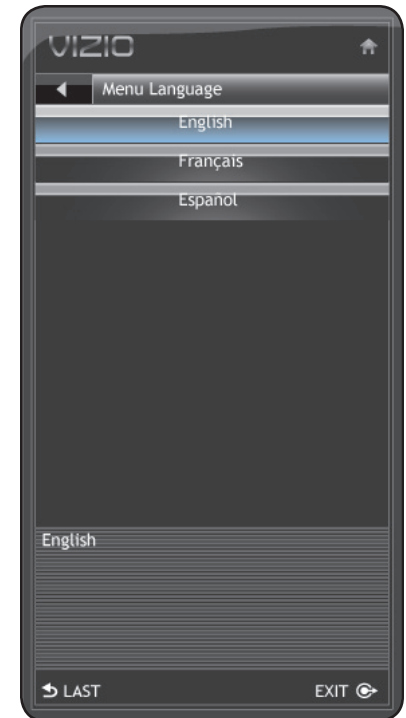 VIZIO
Menu Language
English
Français
Español
English
LAST EXIT